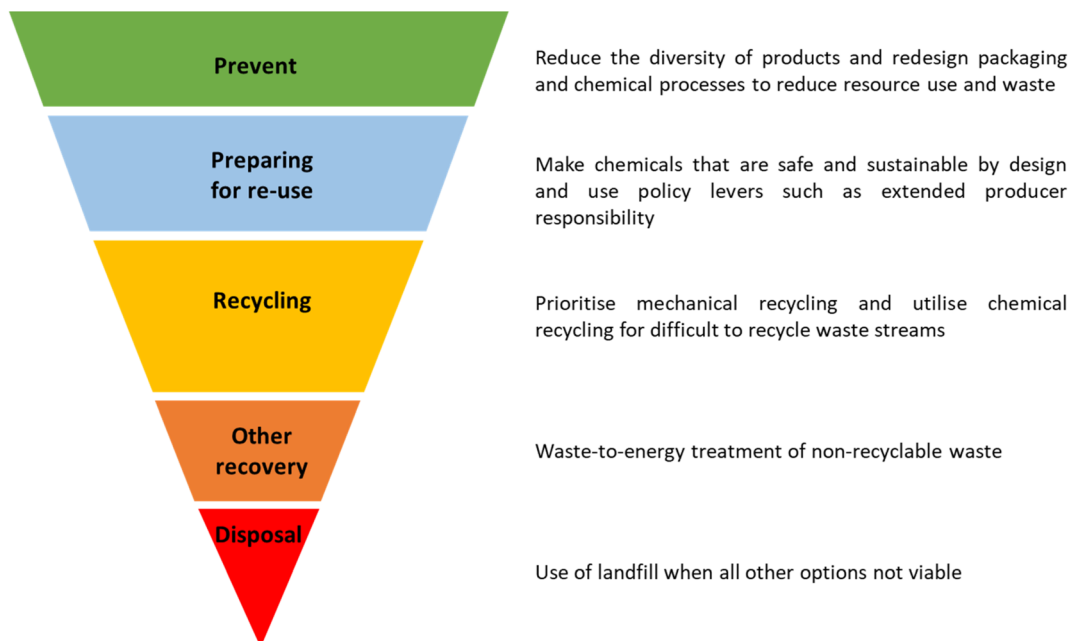 Prevent
Reduce the diversity of products and redesign packaging
and chemical processes to reduce resource use and waste
Preparing
for re-use
Make chemicals that are safe and sustainable by design
and use policy levers such as extended producer
responsibility
Recycling
Prioritise mechanical recycling and utilise chemical
recycling for difficult to recycle waste streams
Other
recovery
Waste-to-energy treatment of non-recyclable waste
Disposal
Use of landfill when all other options not viable